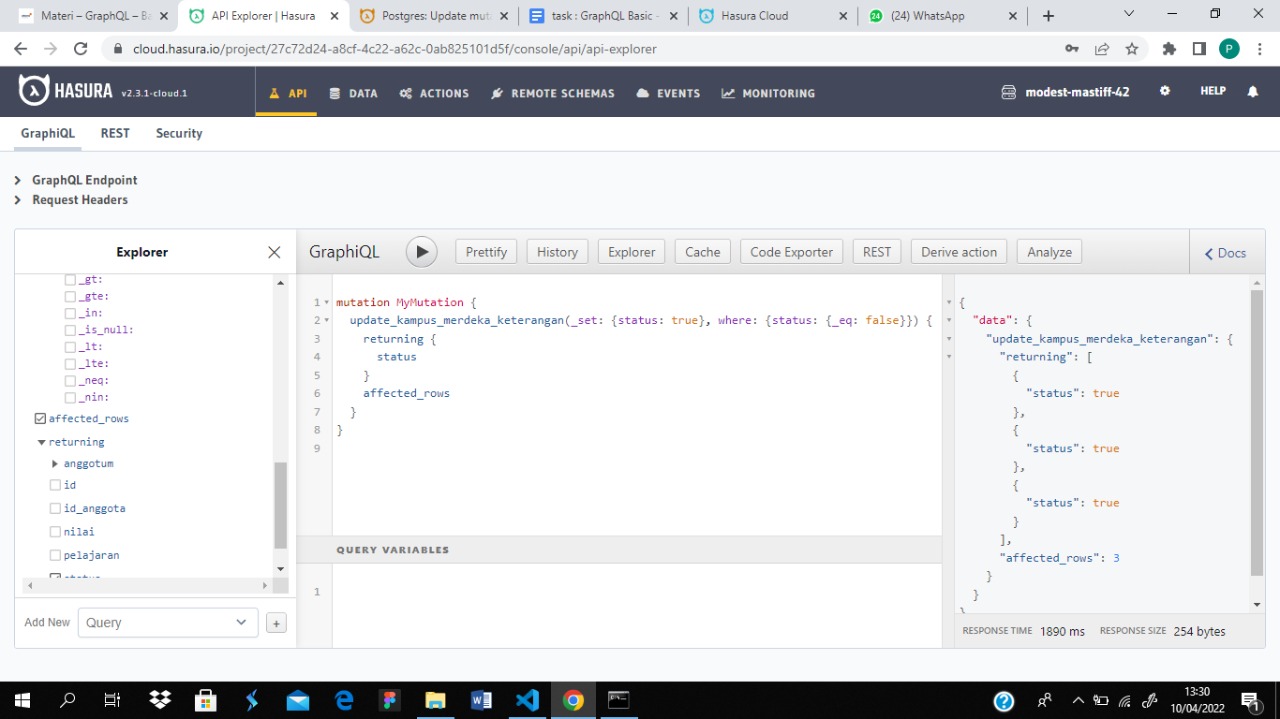 Materi – GraphQL – Ba
API Explorer | Hasura
Postgres: Update muta
task : GraphQL Basic -
Hasura Cloud
(24) WhatsApp
cloud.hasura.io/project/27c72d24-a8cf-4c22-a62c-0ab825101d5f/console/api/api-explorer
P
HASURA v2.3.1-cloud.1
API
DATA
ACTIONS
REMOTE SCHEMAS
EVENTS
MONITORING
modest-mastiff-42
HELP
GraphiQL
REST
Security
GraphQL Endpoint
Request Headers
Explorer
GraphiQL
Prettify
History
Explorer
Cache
Code Exporter
REST
Derive action
Analyze
Docs
_gt:
_gte:
_in:
_is_null:
_lt:
_lte:
_neq:
_nin:
affected_rows
returning
anggotum
id
id_anggota
nilai
pelajaran
status
Add New
Query
+
1 mutation MyMutation {
2 update_kampus_merdeka_keterangan(_set: {status: true}, where: {status: {_eq: false}}) {
3 returning {
4 status
5 }
6 affected_rows
7 }
8 }
9
QUERY VARIABLES
1
{
"data": {
"update_kampus_merdeka_keterangan": {
"returning": [
{
"status": true
},
{
"status": true
},
{
"status": true
}
],
"affected_rows": 3
}
}
}
RESPONSE TIME 1890 ms RESPONSE SIZE 254 bytes
13:30
10/04/2022
1